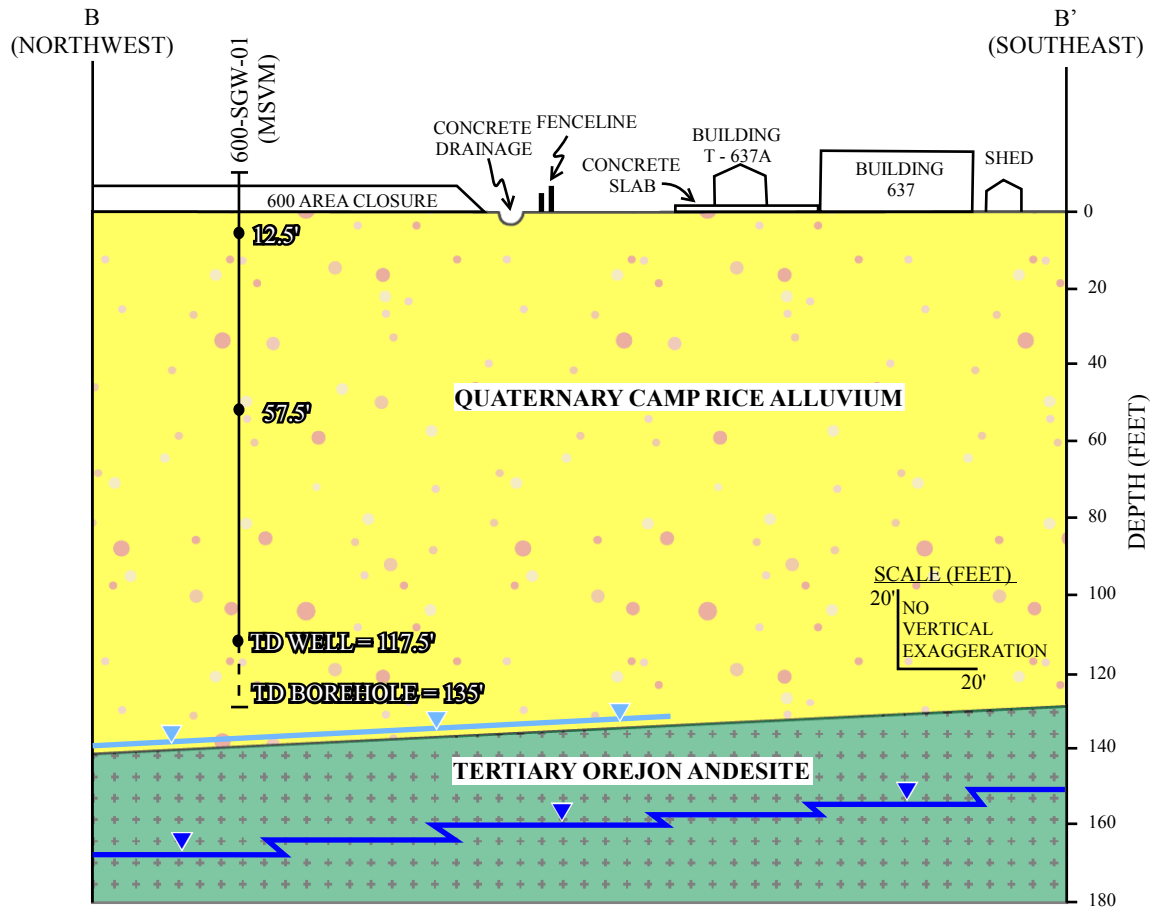 B
(NORTHWEST)
B’
(SOUTHEAST)
600-SGW-01
(MSVM)
CONCRETE
DRAINAGE
FENCELINE
CONCRETE
SLAB
BUILDING
T - 637A
BUILDING
637
SHED
600 AREA CLOSURE
0
12.5'
20
40
QUATERNARY CAMP RICE ALLUVIUM
57.5'
60
80
DEPTH (FEET)
SCALE (FEET)
20'
NO
VERTICAL
EXAGGERATION
20'
100
TD WELL = 117.5'
120
TD BOREHOLE = 135'
140
TERTIARY OREJON ANDESITE
160
180